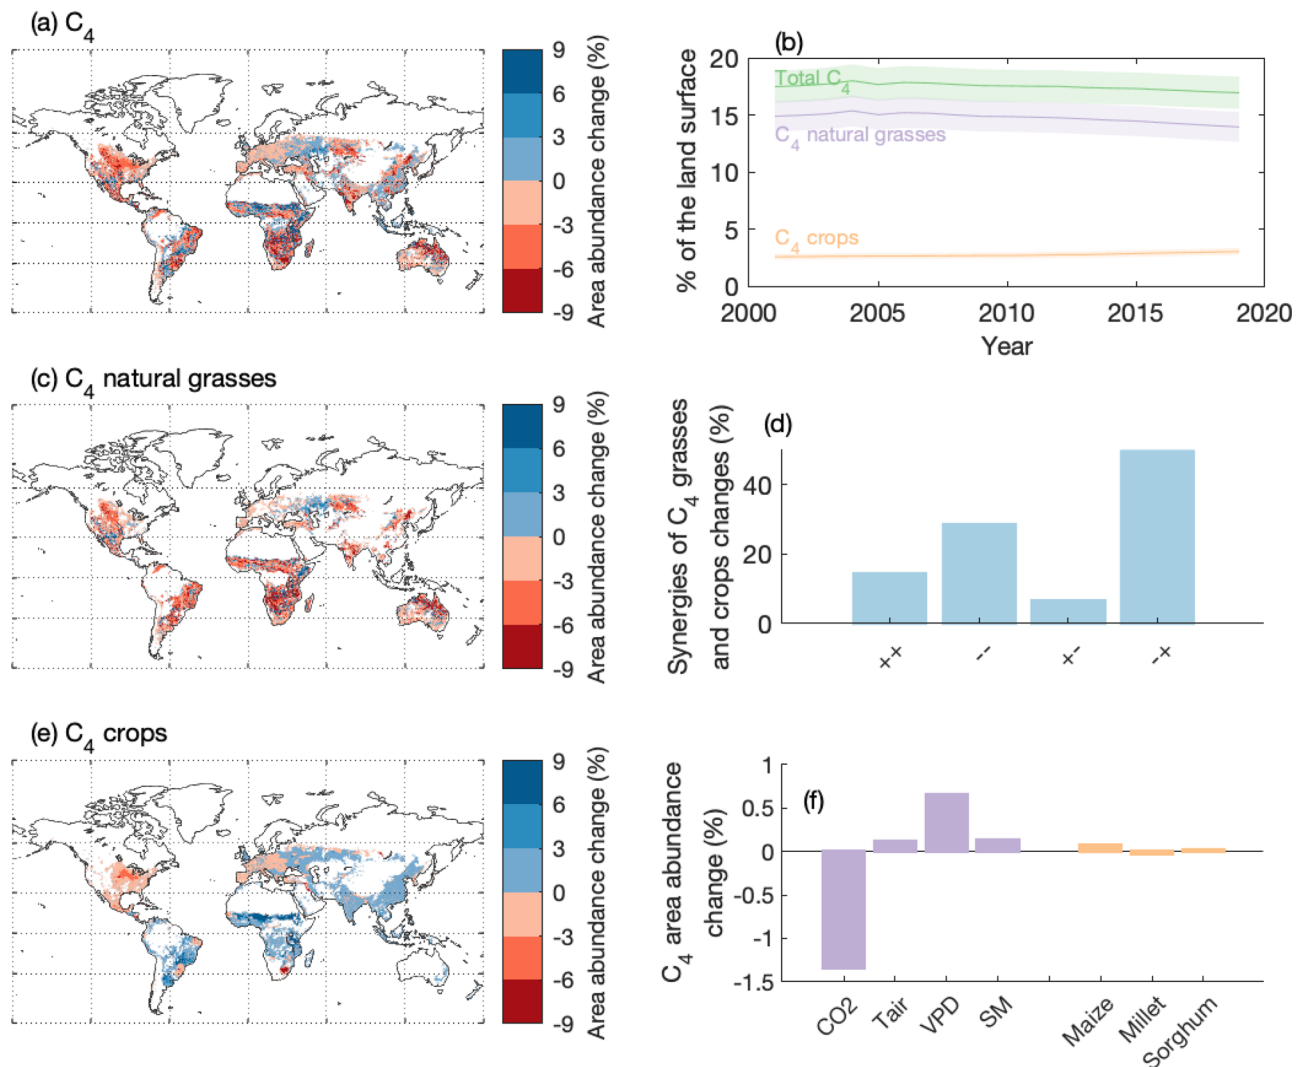 (a) C4
9
6
3
0
-3
-6
-9
Area abundance change (%)
(b)
20
15
10
5
0
% of the land surface
Total C4
C4 natural grasses
C4 crops
2000
2005
2010
2015
2020
Year
(c) C4 natural grasses
9
6
3
0
-3
-6
-9
Area abundance change (%)
(d)
40
20
0
Synergies of C4 grasses
and crops changes (%)
++
--
+-
-+
(e) C4 crops
9
6
3
0
-3
-6
-9
Area abundance change (%)
(f)
1
0.5
0
-0.5
-1
-1.5
C4 area abundance
change (%)
CO2
Tair
VPD
SM
Maize
Millet
Sorghum